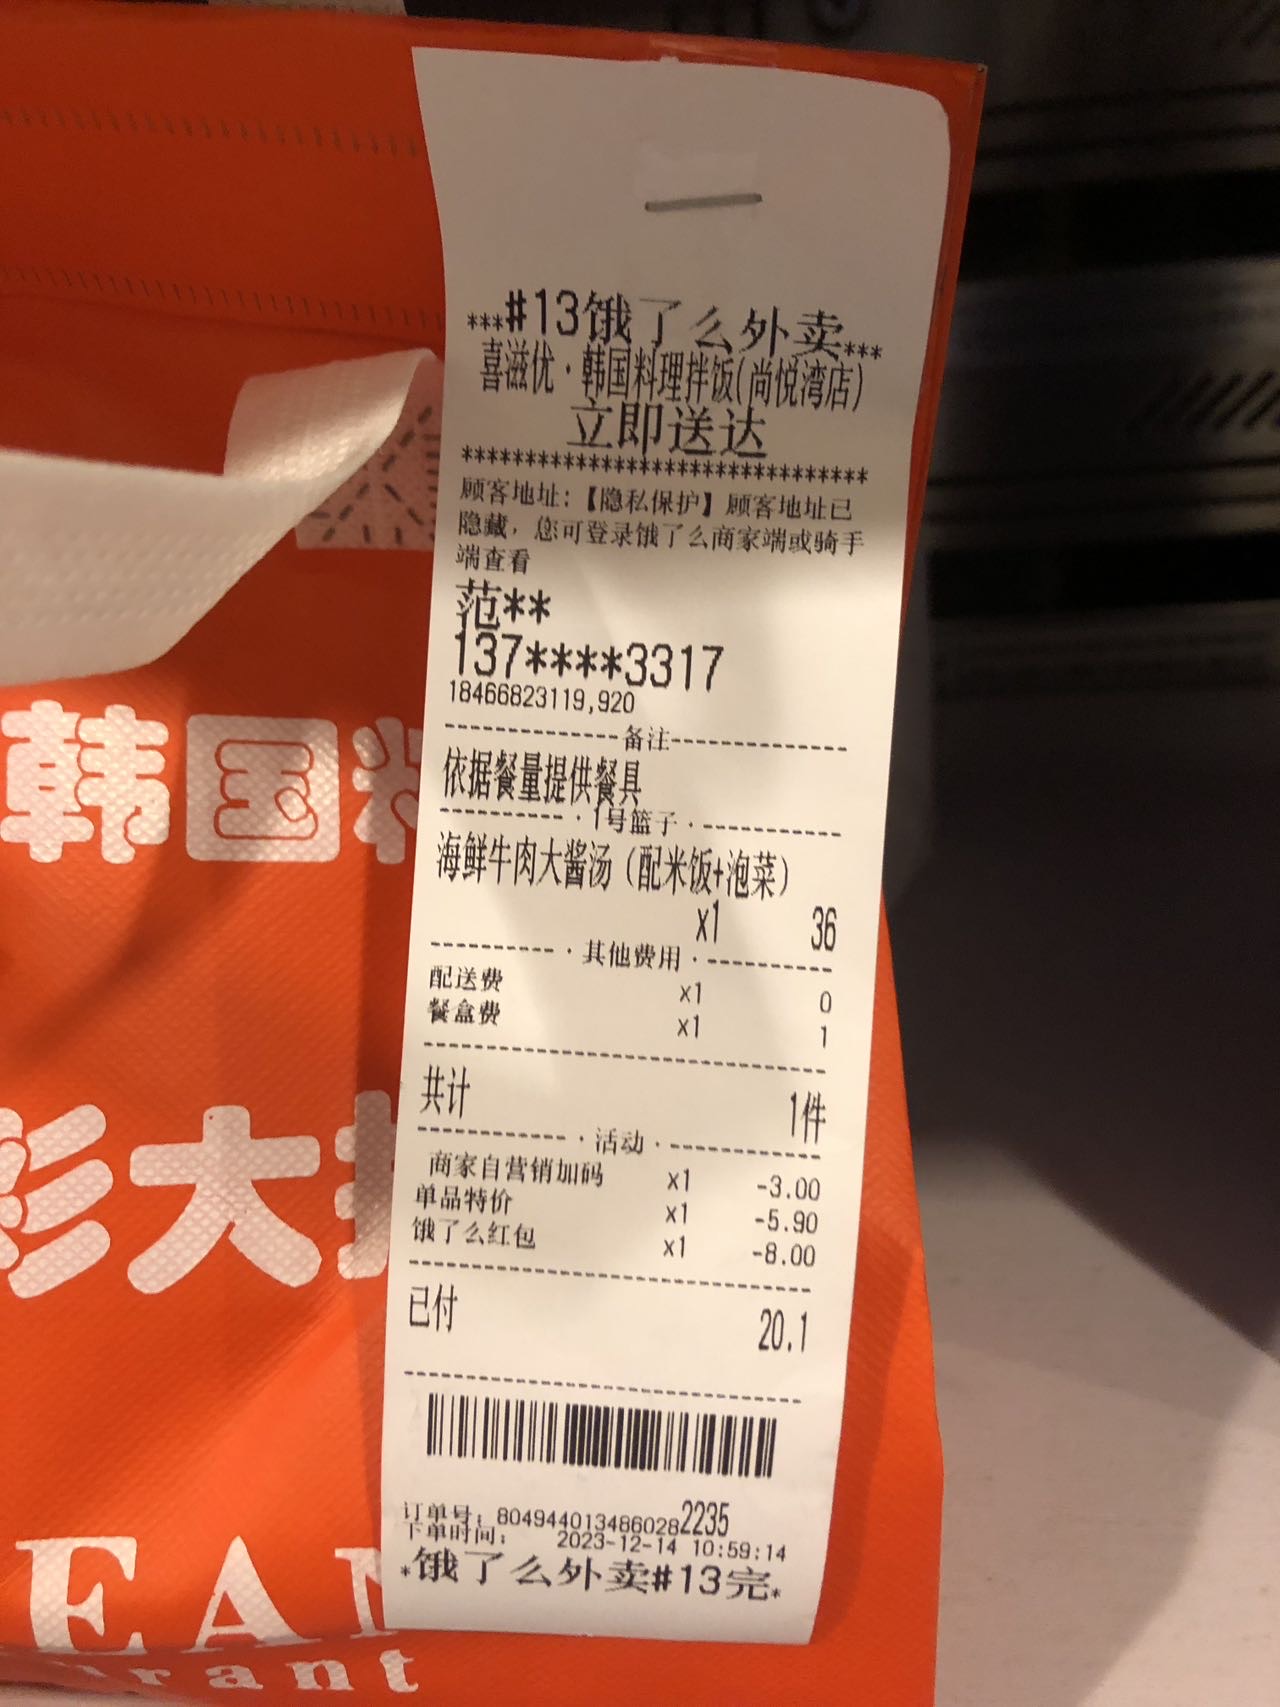 ***#13饿了么外卖***
喜滋优·韩国料理拌饭(尚悦湾店)
立即送达
********************************
顾客地址:【隐私保护】顾客地址已
隐藏，您可登录饿了么商家端或骑手
端查看
范**
137****3317
18466823119,920
备注
依据餐量提供餐具
1号篮子
海鲜牛肉大酱汤（配米饭+泡菜）
x1 36
其他费用
配送费 x1 0
餐盒费 x1 1
共计 1件
活动
商家自营销加码 x1 -3.00
单品特价 x1 -5.90
饿了么红包 x1 -8.00
已付 20.1
订单号: 8049440134860282235
下单时间: 2023-12-14 10:59:14
*饿了么外卖#13完*
韩国料
彩大
EAN
rant